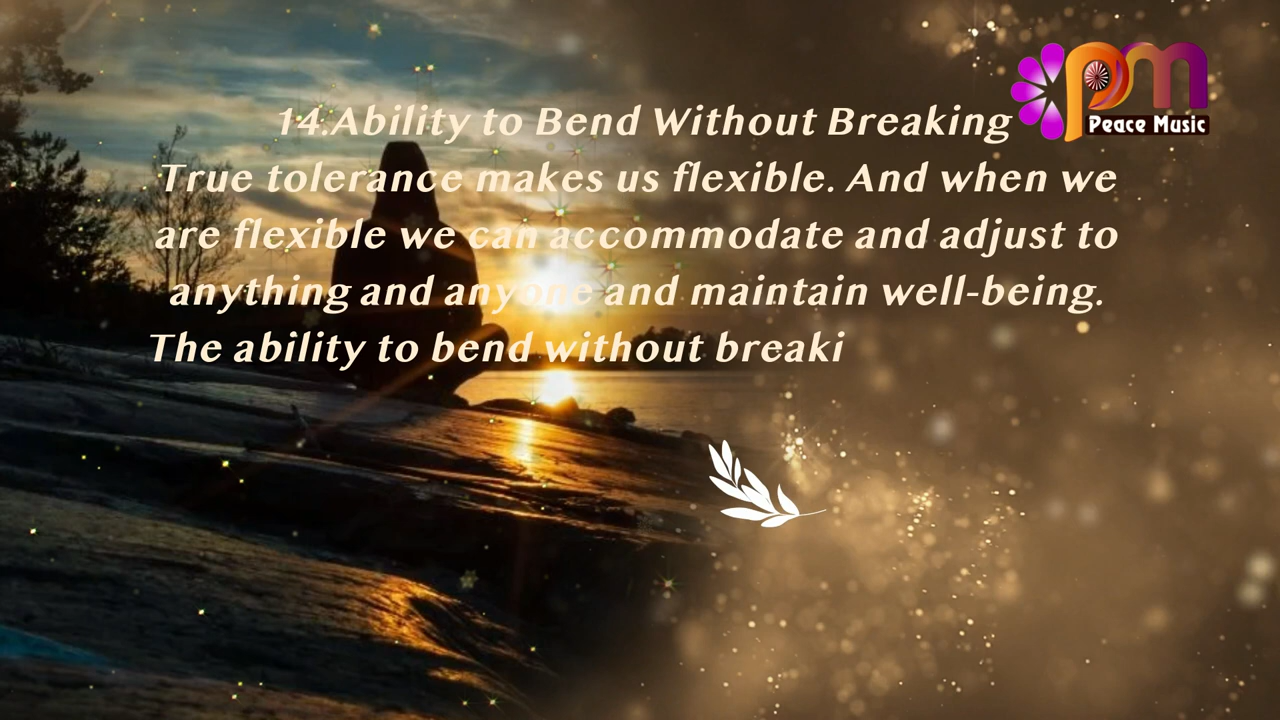 14.Ability to Bend Without Breaking
True tolerance makes us flexible. And when we
are flexible we can accommodate and adjust to
anything and anyone and maintain well-being.
The ability to bend without breaki
pm
Peace Music